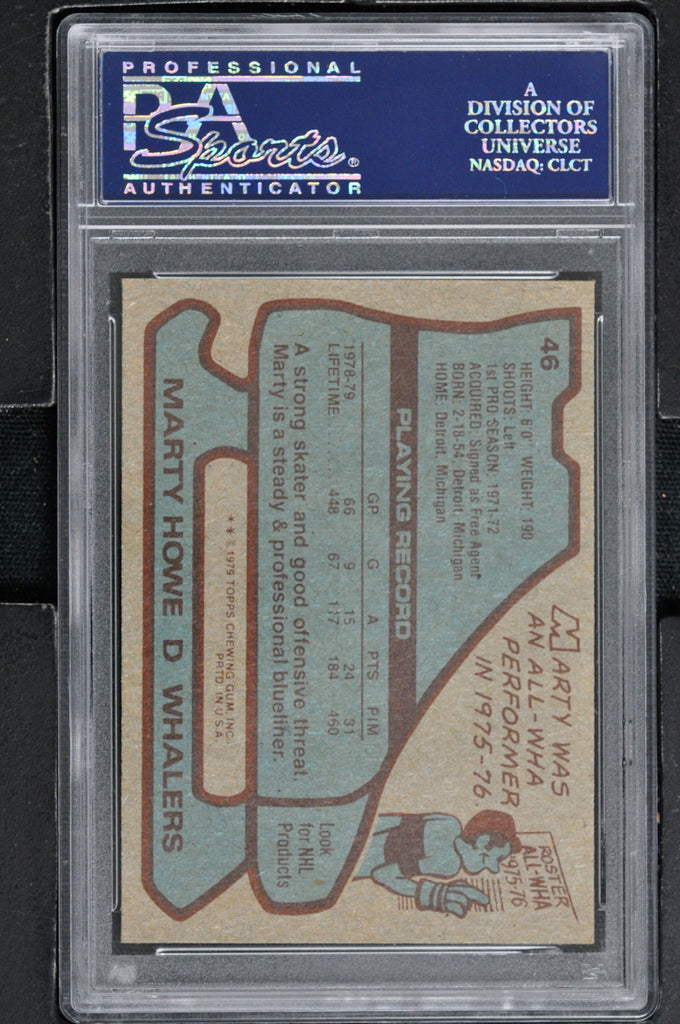 PROFESSIONAL
PSA
Sports®
AUTHENTICATOR
A
DIVISION OF
COLLECTORS
UNIVERSE
NASDAQ: CLCT
46
HEIGHT: 6'0" WEIGHT: 190
SHOOTS: Left
1st PRO SEASON: 1971-72
ACQUIRED: Signed as Free Agent
BORN: 2-18-54, Detroit, Michigan
HOME: Detroit, Michigan
MARTY WAS
AN ALL-WHA
PERFORMER
IN 1975-76.
ROSTER
ALL-WHA
1975-76
PLAYING RECORD
GP G A PTS PIM
1978-79 66 9 15 24 31
LIFETIME 448 67 117 184 460
A strong skater and good offensive threat.
Marty is a steady & professional blueliner.
Look
for NHL
Products
* * © 1979 TOPPS CHEWING GUM, INC.
PRTD. IN U.S.A.
MARTY HOWE D WHALERS